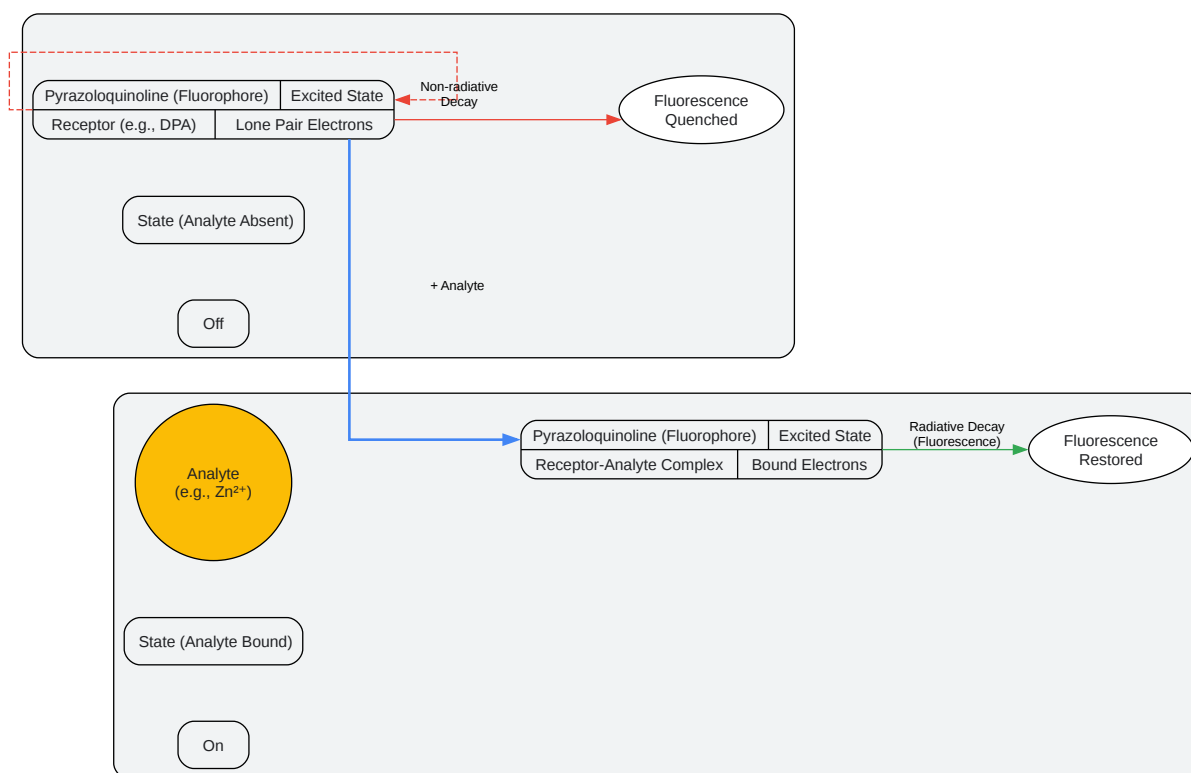 Pyrazoloquinoline (Fluorophore)
Excited State
Receptor (e.g., DPA)
Lone Pair Electrons
Non-radiative
Decay
Fluorescence
Quenched
State (Analyte Absent)
+ Analyte
Off
Analyte
(e.g., Zn²⁺)
Pyrazoloquinoline (Fluorophore)
Excited State
Receptor-Analyte Complex
Bound Electrons
Radiative Decay
(Fluorescence)
Fluorescence
Restored
State (Analyte Bound)
On